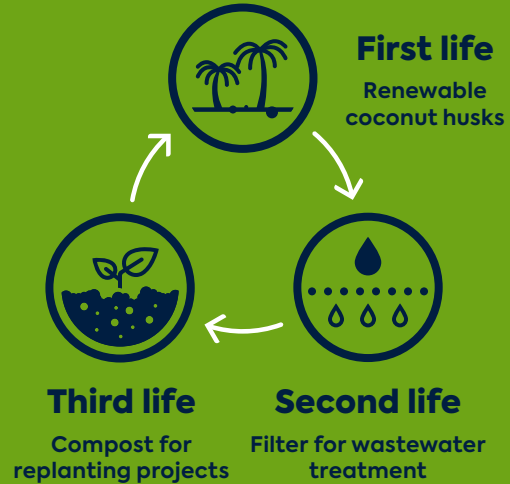 First life
Renewable
coconut husks
Third life
Compost for
replanting projects
Second life
Filter for wastewater
treatment